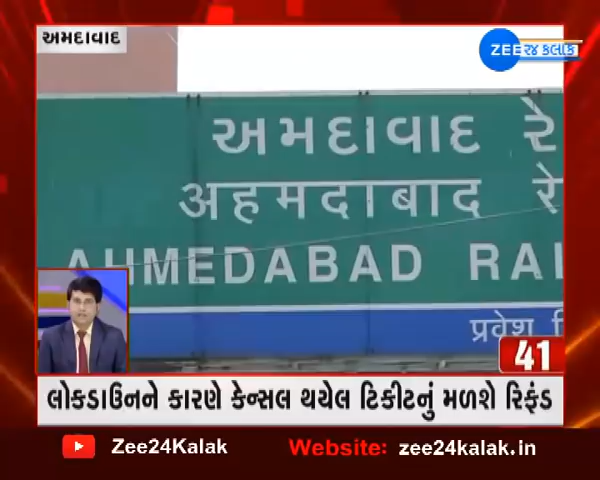 અમદાવાદ
ZEE ૨૪ કલાક
અમદાવાદ રે
अहमदाबाद रे
AHMEDABAD RAI
प्रवेश
41
લોકડાઉનને કારણે કેન્સલ થયેલ ટિકીટનું મળશે રિફંડ
Zee24Kalak
Website: zee24kalak.in